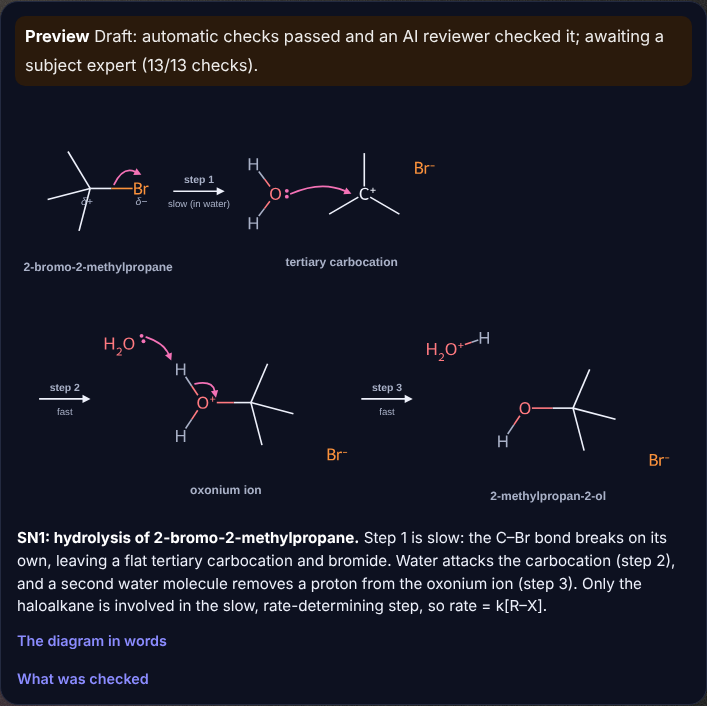 Preview Draft: automatic checks passed and an AI reviewer checked it; awaiting a
subject expert (13/13 checks).
Br
δ+
δ−
2-bromo-2-methylpropane
step 1
slow (in water)
H
O:
H
C⁺
Br⁻
tertiary carbocation
step 2
fast
H₂O:
H
O⁺
H
Br⁻
oxonium ion
step 3
fast
H₂O⁺
H
O
H
Br⁻
2-methylpropan-2-ol
SN1: hydrolysis of 2-bromo-2-methylpropane. Step 1 is slow: the C–Br bond breaks on its
own, leaving a flat tertiary carbocation and bromide. Water attacks the carbocation (step 2),
and a second water molecule removes a proton from the oxonium ion (step 3). Only the
haloalkane is involved in the slow, rate-determining step, so rate = k[R–X].
The diagram in words
What was checked